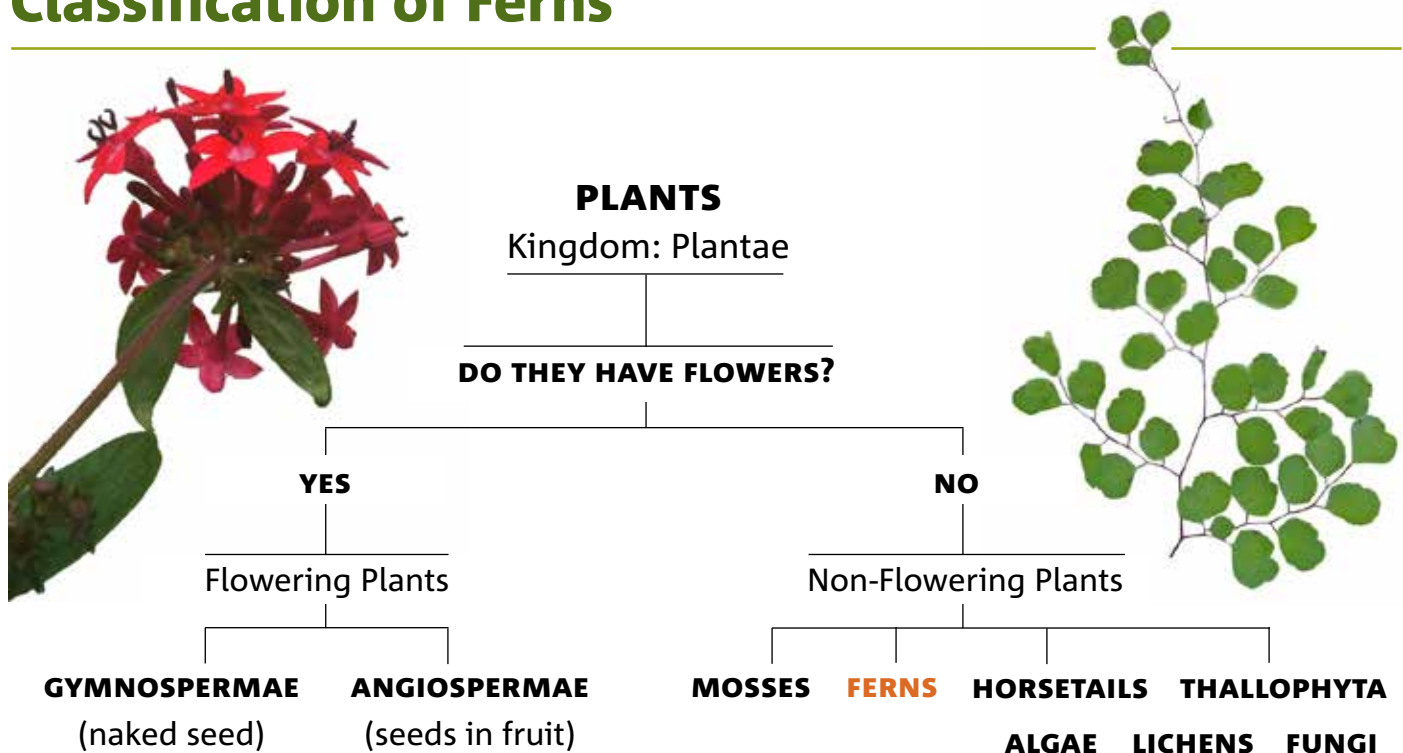 Classification of Ferns
PLANTS
Kingdom: Plantae
DO THEY HAVE FLOWERS?
YES
NO
Flowering Plants
Non-Flowering Plants
GYMNOSPERMAE
(naked seed)
ANGIOSPERMAE
(seeds in fruit)
MOSSES
FERNS
HORSETAILS
THALLOPHYTA
ALGAE LICHENS FUNGI